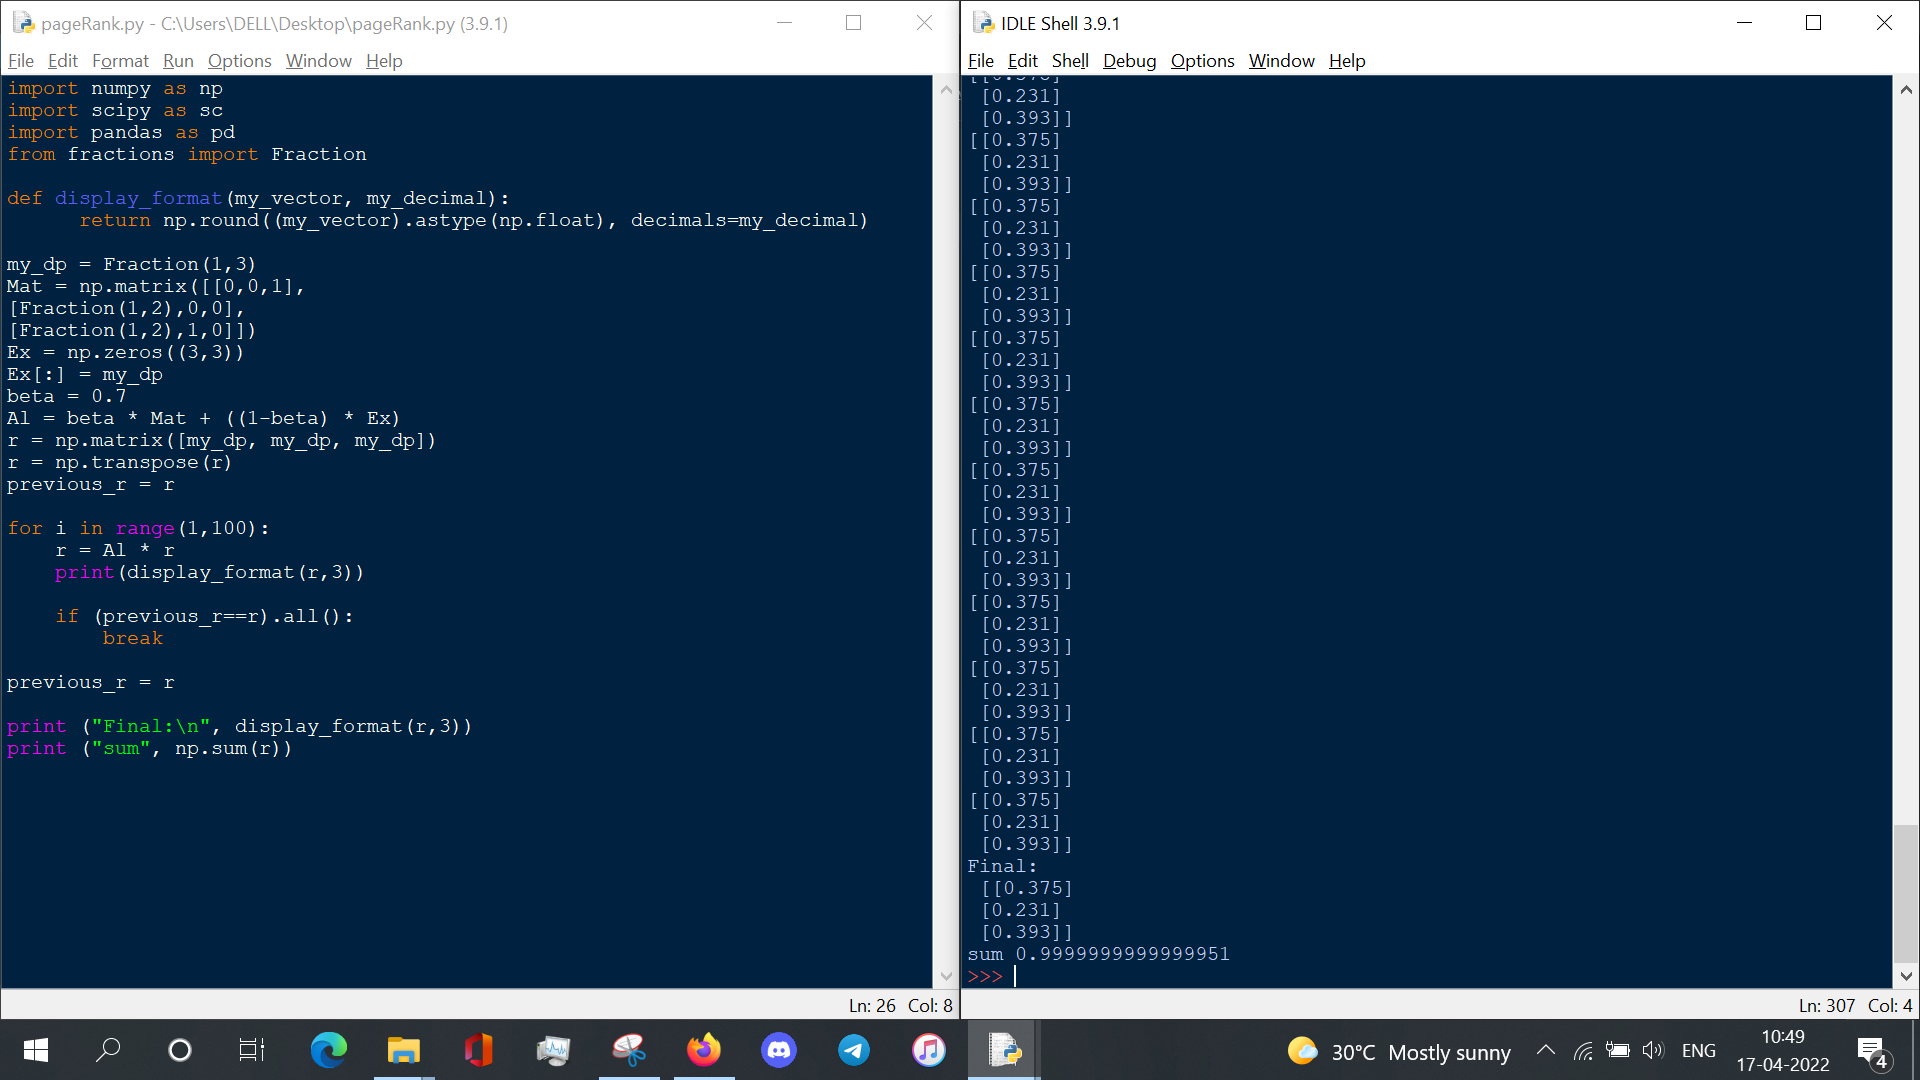 pageRank.py - C:\Users\DELL\Desktop\pageRank.py (3.9.1)
File Edit Format Run Options Window Help
import numpy as np
import scipy as sc
import pandas as pd
from fractions import Fraction
def display_format(my_vector, my_decimal):
return np.round((my_vector).astype(np.float), decimals=my_decimal)
my_dp = Fraction(1,3)
Mat = np.matrix([[0,0,1],
[Fraction(1,2),0,0],
[Fraction(1,2),1,0]])
Ex = np.zeros((3,3))
Ex[:] = my_dp
beta = 0.7
Al = beta * Mat + ((1-beta) * Ex)
r = np.matrix([my_dp, my_dp, my_dp])
r = np.transpose(r)
previous_r = r
for i in range(1,100):
r = Al * r
print(display_format(r,3))
if (previous_r==r).all():
break
previous_r = r
print ("Final:\n", display_format(r,3))
print ("sum", np.sum(r))
Ln: 26 Col: 8
IDLE Shell 3.9.1
File Edit Shell Debug Options Window Help
[0.231]
[0.393]]
[[0.375]
[0.231]
[0.393]]
[[0.375]
[0.231]
[0.393]]
[[0.375]
[0.231]
[0.393]]
[[0.375]
[0.231]
[0.393]]
[[0.375]
[0.231]
[0.393]]
[[0.375]
[0.231]
[0.393]]
[[0.375]
[0.231]
[0.393]]
[[0.375]
[0.231]
[0.393]]
[[0.375]
[0.231]
[0.393]]
[[0.375]
[0.231]
[0.393]]
[[0.375]
[0.231]
[0.393]]
Final:
[[0.375]
[0.231]
[0.393]]
sum 0.9999999999999951
>>>
Ln: 307 Col: 4
30°C Mostly sunny
ENG
10:49
17-04-2022
4